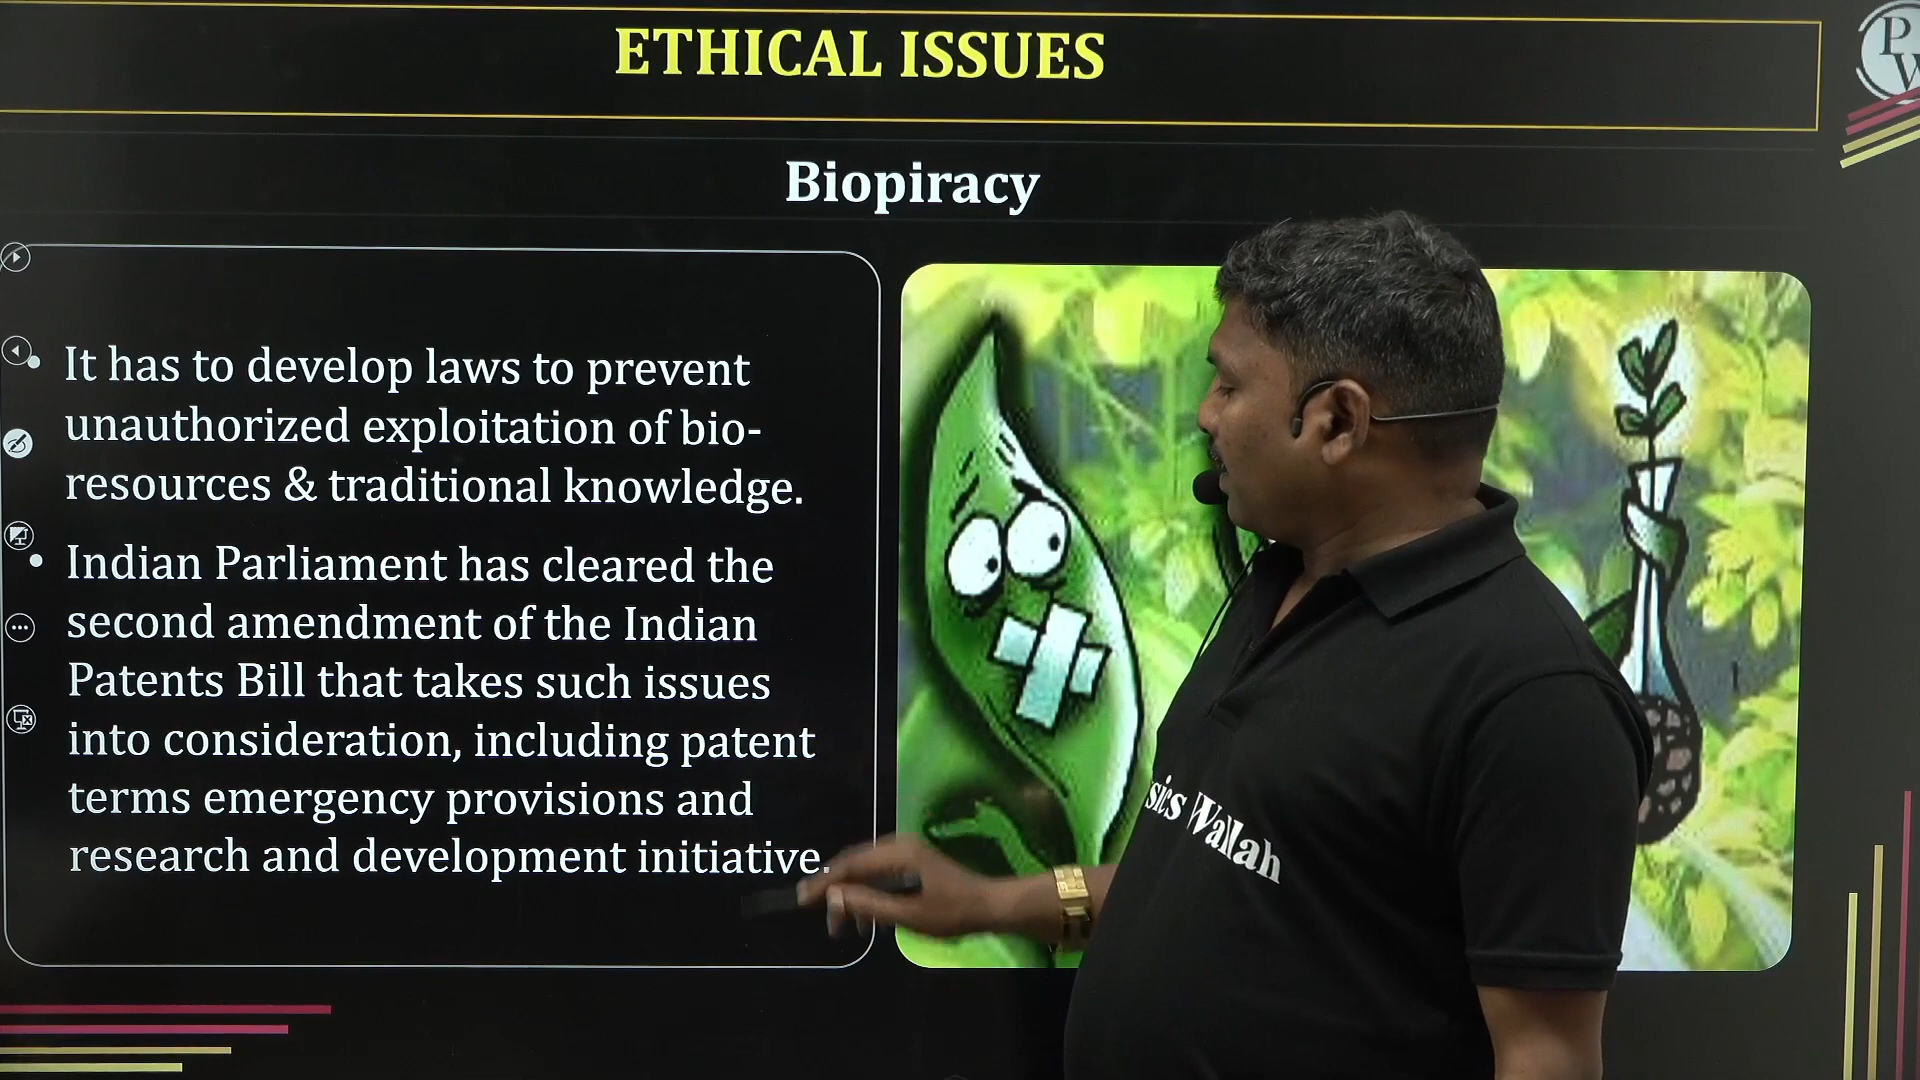 ETHICAL ISSUES
P
W
Biopiracy
• It has to develop laws to prevent
unauthorized exploitation of bio-
resources & traditional knowledge.
• Indian Parliament has cleared the
second amendment of the Indian
Patents Bill that takes such issues
into consideration, including patent
terms emergency provisions and
research and development initiative.
sics Wallah